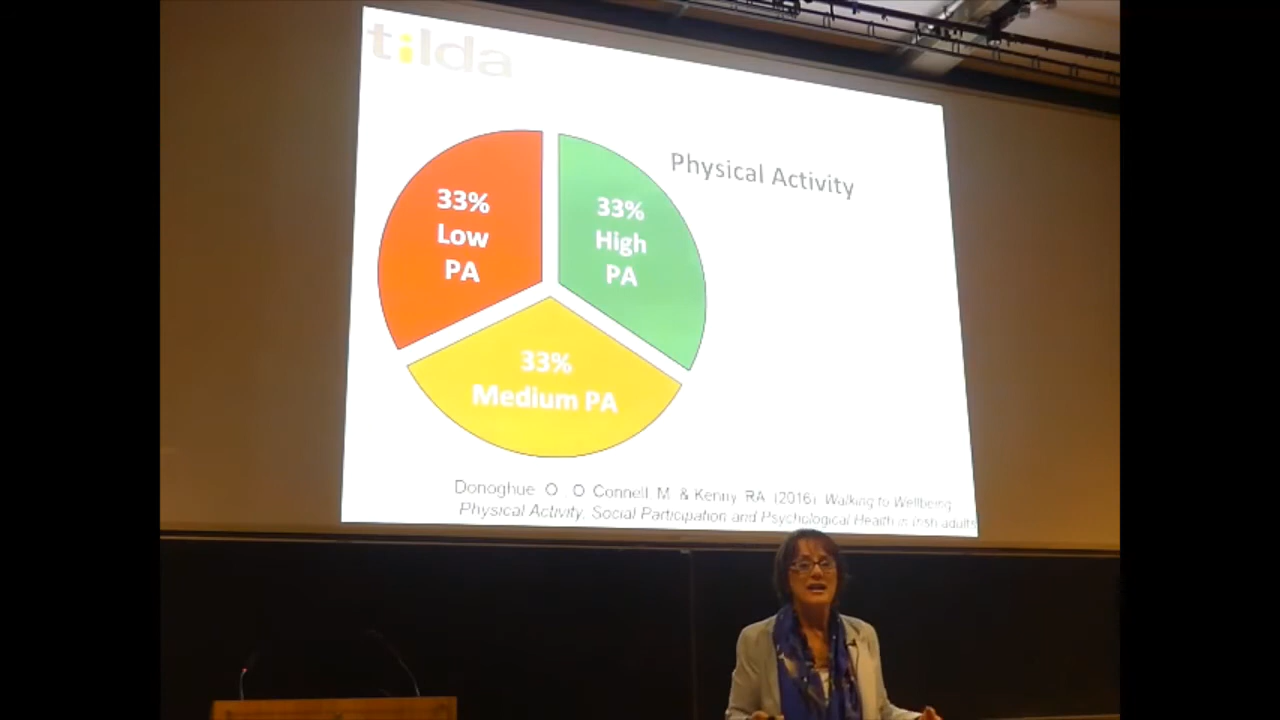 tilda
Physical Activity
33%
Low
PA
33%
High
PA
33%
Medium PA
Donoghue O. O Connell M. & Kenny RA (2016). Walking to Wellbeing
Physical Activity, Social Participation and Psychological Health in Irish adults